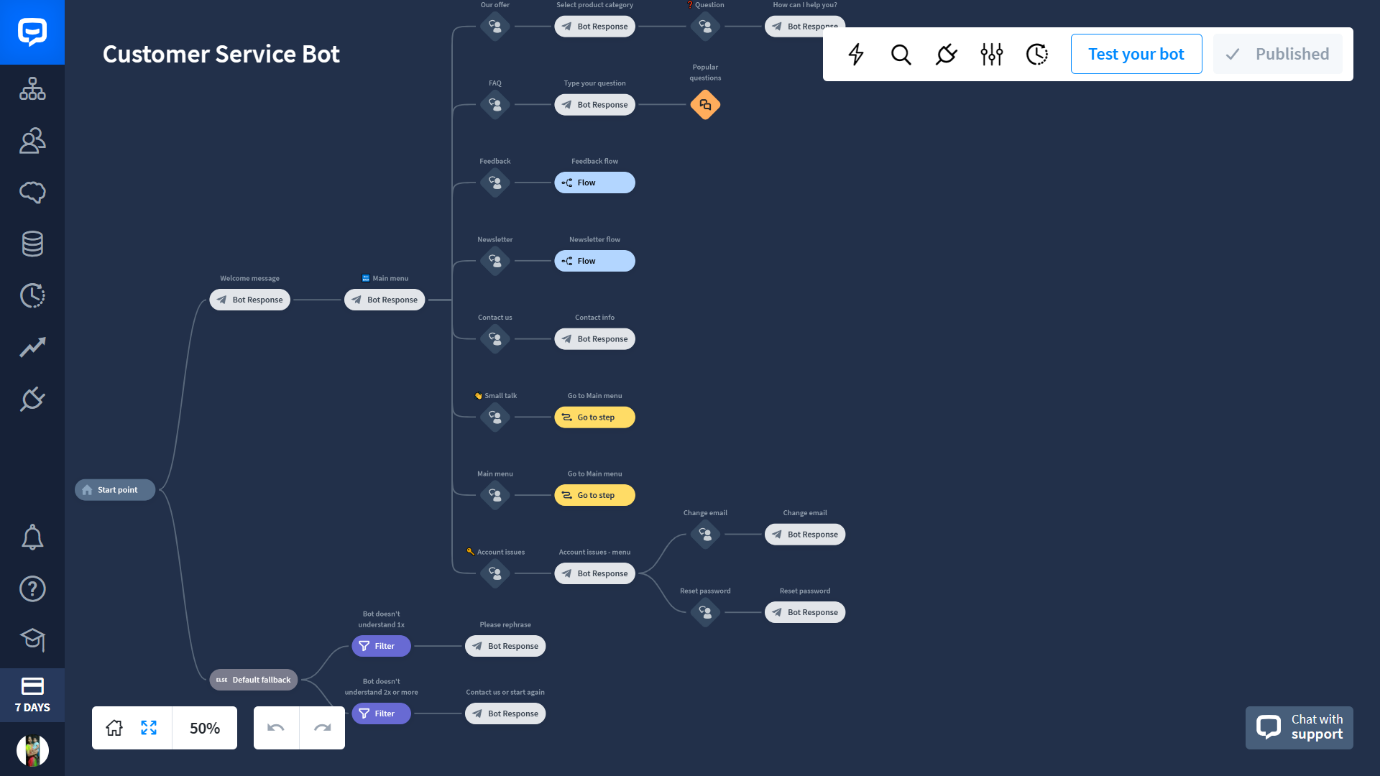 Our offer
Select product category
❓ Question
How can I help you?
Bot Response
Bot Response
Customer Service Bot
Test your bot
Published
Popular
questions
FAQ
Type your question
Bot Response
Feedback
Feedback flow
Flow
Newsletter
Newsletter flow
Flow
Welcome message
Main menu
Bot Response
Bot Response
Contact us
Contact info
Bot Response
Small talk
Go to Main menu
Go to step
Main menu
Go to Main menu
Go to step
Start point
Change email
Change email
Bot Response
Account issues
Account issues - menu
Bot Response
Reset password
Reset password
Bot Response
Bot doesn't
understand 1x
Please rephrase
Filter
Bot Response
ELSE Default fallback
Bot doesn't
understand 2x or more
Contact us or start again
Filter
Bot Response
7 DAYS
50%
Chat with
support